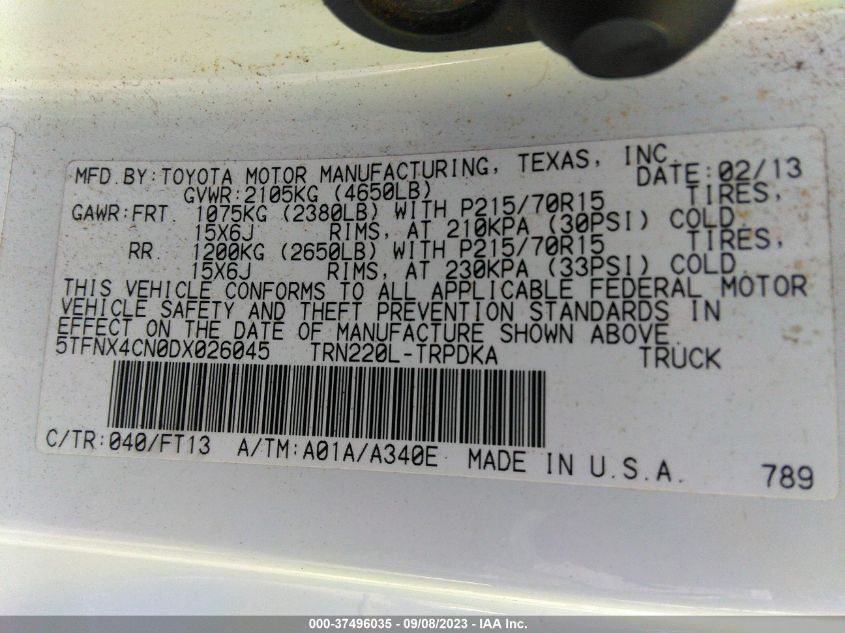 MFD.BY:TOYOTA MOTOR MANUFACTURING, TEXAS, INC. DATE:02/13
GVWR:2105KG (4650LB)
GAWR:FRT. 1075KG (2380LB) WITH P215/70R15 TIRES,
15X6J RIMS, AT 210KPA (30PSI) COLD.
RR. 1200KG (2650LB) WITH P215/70R15 TIRES,
15X6J RIMS, AT 230KPA (33PSI) COLD.
THIS VEHICLE CONFORMS TO ALL APPLICABLE FEDERAL MOTOR
VEHICLE SAFETY AND THEFT PREVENTION STANDARDS IN
EFFECT ON THE DATE OF MANUFACTURE SHOWN ABOVE.
5TFNX4CN0DX026045 TRN220L-TRPDKA TRUCK
C/TR:040/FT13 A/TM:A01A/A340E MADE IN U.S.A. 789
000-37496035 - 09/08/2023 - IAA Inc.